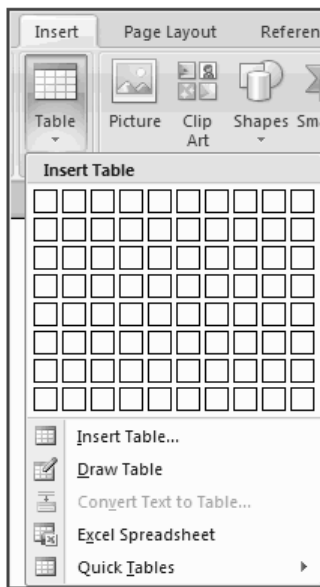 Insert Page Layout Referen
Table Picture Clip Art Shapes Sma
Insert Table
Insert Table...
Draw Table
Convert Text to Table...
Excel Spreadsheet
Quick Tables